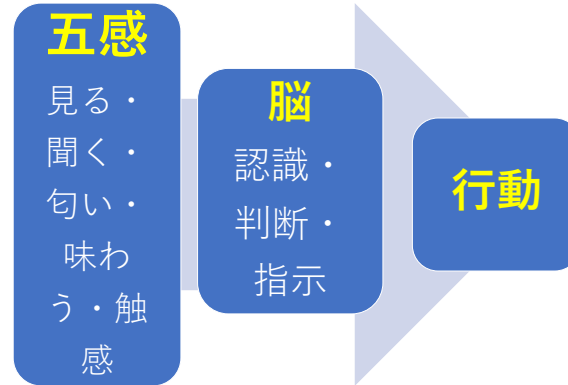 五感
見る・
聞く・
匂い・
味わ
う・触
感
脳
認識・
判断・
指示
行動